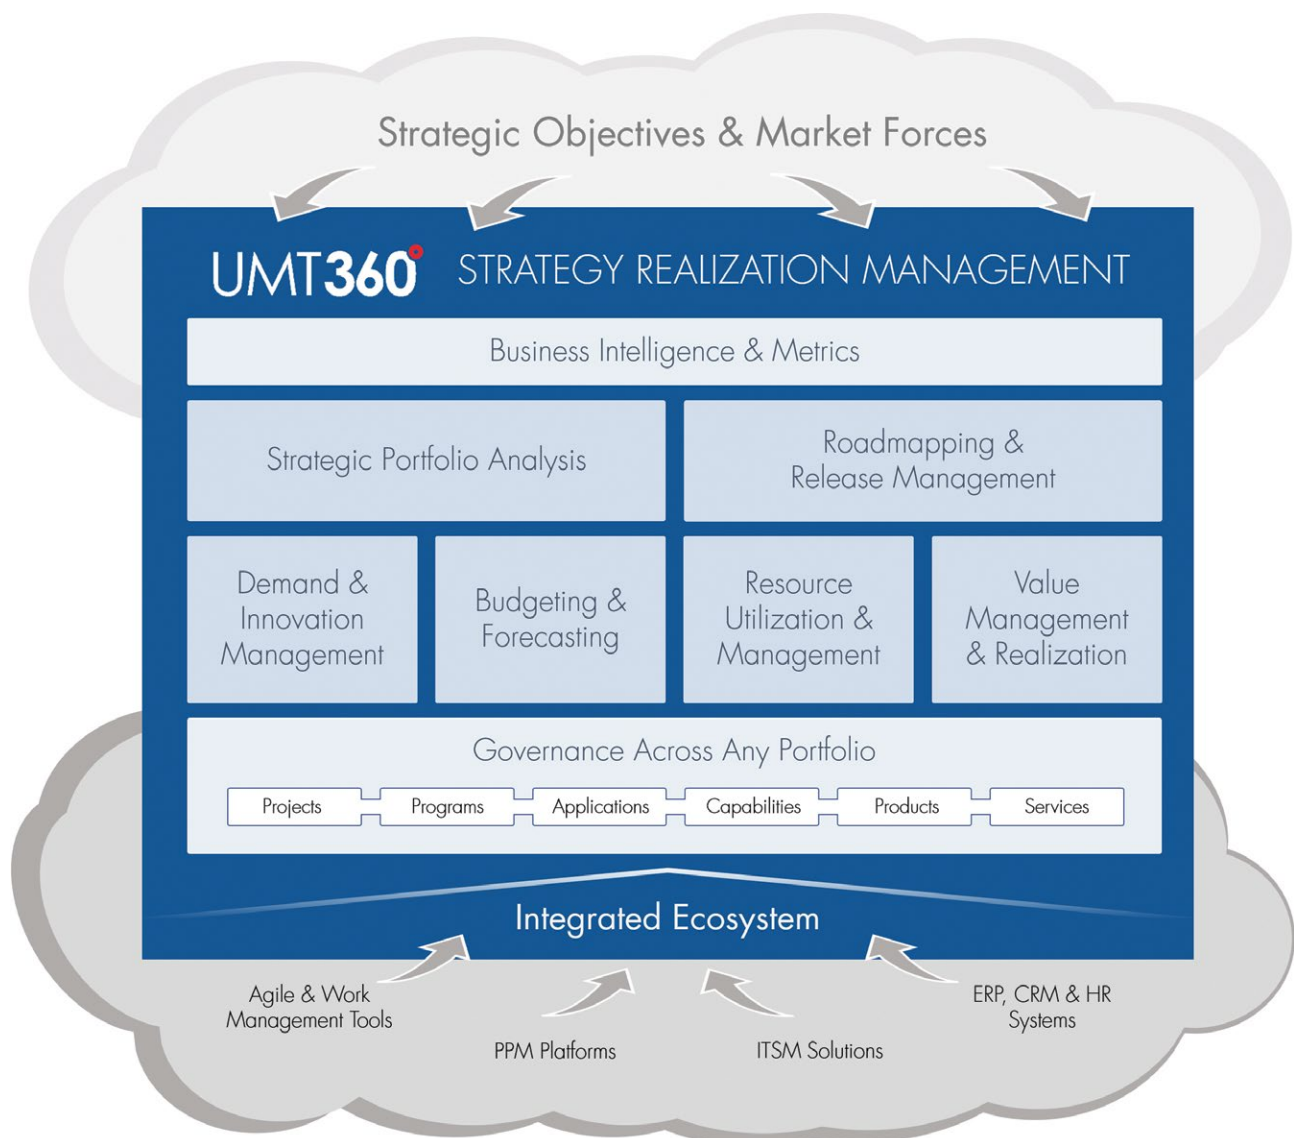 Strategic Objectives & Market Forces
UMT360° STRATEGY REALIZATION MANAGEMENT
Business Intelligence & Metrics
Strategic Portfolio Analysis
Roadmapping &
Release Management
Demand &
Innovation
Management
Budgeting &
Forecasting
Resource
Utilization &
Management
Value
Management
& Realization
Governance Across Any Portfolio
Projects
Programs
Applications
Capabilities
Products
Services
Integrated Ecosystem
Agile & Work
Management Tools
PPM Platforms
ITSM Solutions
ERP, CRM & HR
Systems